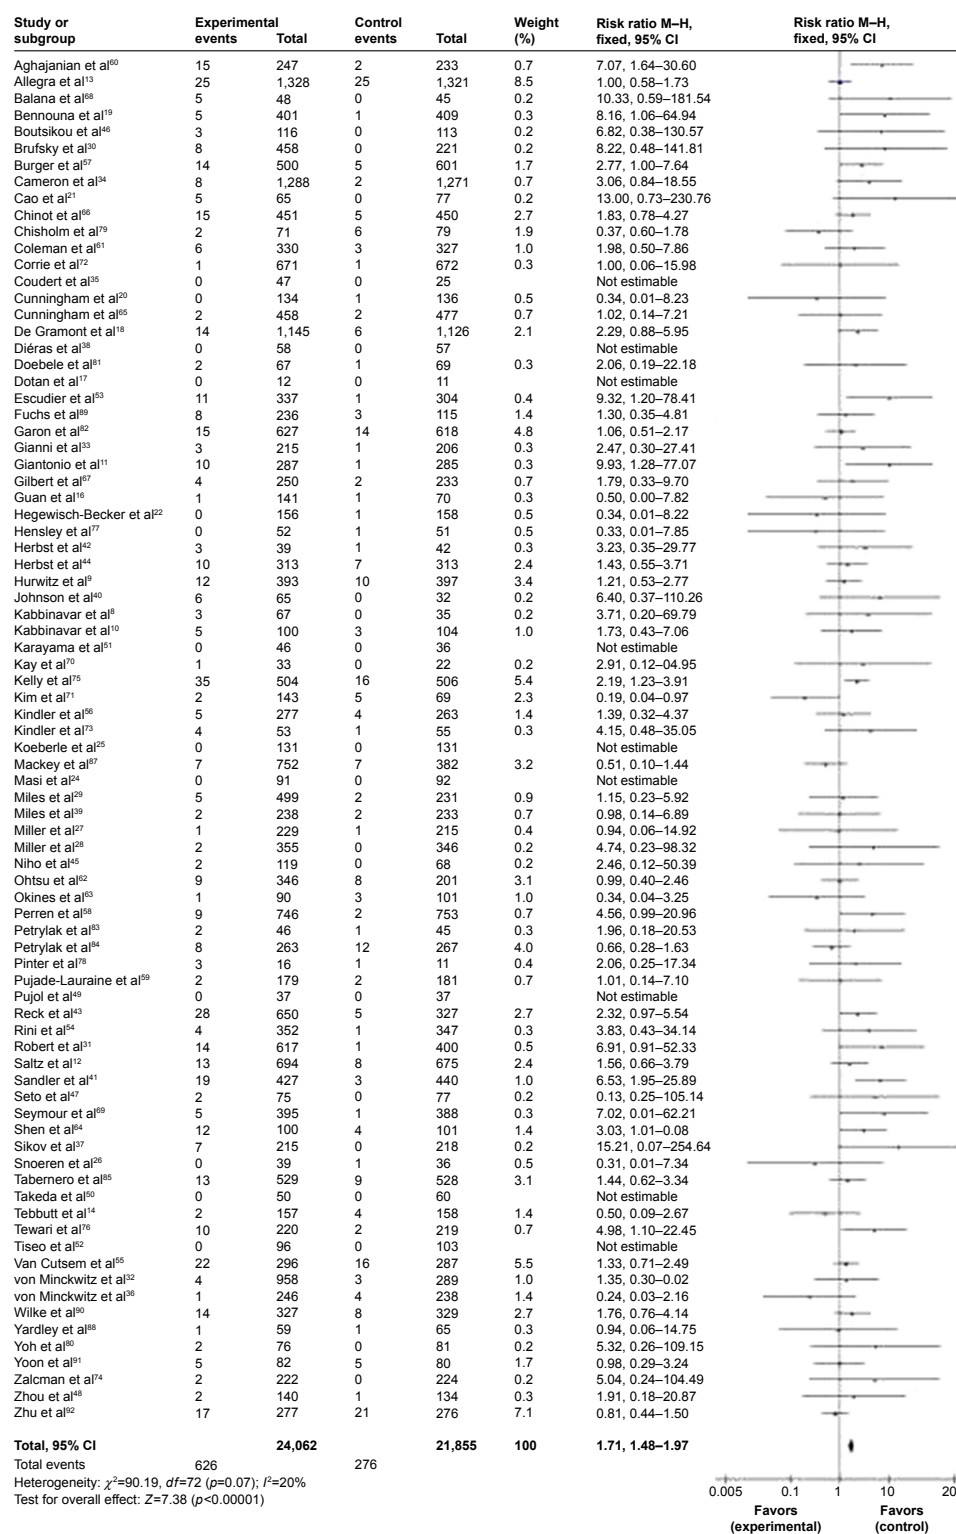 Study or subgroup Experimental events Total Control events Total Weight (%) Risk ratio M–H, fixed, 95% CI Risk ratio M–H, fixed, 95% CI
Aghajanian et al60 15 247 2 233 0.7 7.07, 1.64–30.60
Allegra et al13 25 1,328 25 1,321 8.5 1.00, 0.58–1.73
Balana et al68 5 48 0 45 0.2 10.33, 0.59–181.54
Bennouna et al19 5 401 1 409 0.3 8.16, 1.06–64.94
Boutsikou et al46 3 116 0 113 0.2 6.82, 0.38–130.57
Brufsky et al30 8 458 0 221 0.2 8.22, 0.48–141.81
Burger et al57 14 500 5 601 1.7 2.77, 1.00–7.64
Cameron et al34 8 1,288 2 1,271 0.7 3.06, 0.84–18.55
Cao et al21 5 65 0 77 0.2 13.00, 0.73–230.76
Chinot et al66 15 451 5 450 2.7 1.83, 0.78–4.27
Chisholm et al79 2 71 6 79 1.9 0.37, 0.60–1.78
Coleman et al61 6 330 3 327 1.0 1.98, 0.50–7.86
Corrie et al72 1 671 1 672 0.3 1.00, 0.06–15.98
Coudert et al35 0 47 0 25 Not estimable
Cunningham et al20 0 134 1 136 0.5 0.34, 0.01–8.23
Cunningham et al65 2 458 2 477 0.7 1.02, 0.14–7.21
De Gramont et al18 14 1,145 6 1,126 2.1 2.29, 0.88–5.95
Diéras et al38 0 58 0 57 Not estimable
Doebele et al81 2 67 1 69 0.3 2.06, 0.19–22.18
Dotan et al17 0 12 0 11 Not estimable
Escudier et al53 11 337 1 304 0.4 9.32, 1.20–78.41
Fuchs et al89 8 236 3 115 1.4 1.30, 0.35–4.81
Garon et al82 15 627 14 618 4.8 1.06, 0.51–2.17
Gianni et al33 3 215 1 206 0.3 2.47, 0.30–27.41
Giantonio et al11 10 287 1 285 0.3 9.93, 1.28–77.07
Gilbert et al67 4 250 2 233 0.7 1.79, 0.33–9.70
Guan et al16 1 141 1 70 0.3 0.50, 0.00–7.82
Hegewisch-Becker et al22 0 156 1 158 0.5 0.34, 0.01–8.22
Hensley et al77 0 52 1 51 0.5 0.33, 0.01–7.85
Herbst et al42 3 39 1 42 0.3 3.23, 0.35–29.77
Herbst et al44 10 313 7 313 2.4 1.43, 0.55–3.71
Hurwitz et al9 12 393 10 397 3.4 1.21, 0.53–2.77
Johnson et al40 6 65 0 32 0.2 6.40, 0.37–110.26
Kabbinavar et al8 3 67 0 35 0.2 3.71, 0.20–69.79
Kabbinavar et al10 5 100 3 104 1.0 1.73, 0.43–7.06
Karayama et al51 0 46 0 36 Not estimable
Kay et al70 1 33 0 22 0.2 2.91, 0.12–04.95
Kelly et al75 35 504 16 506 5.4 2.19, 1.23–3.91
Kim et al71 2 143 5 69 2.3 0.19, 0.04–0.97
Kindler et al56 5 277 4 263 1.4 1.39, 0.32–4.37
Kindler et al73 4 53 1 55 0.3 4.15, 0.48–35.05
Koeberle et al25 0 131 0 131 Not estimable
Mackey et al87 7 752 7 382 3.2 0.51, 0.10–1.44
Masi et al24 0 91 0 92 Not estimable
Miles et al29 5 499 2 231 0.9 1.15, 0.23–5.92
Miles et al39 2 238 2 233 0.7 0.98, 0.14–6.89
Miller et al27 1 229 1 215 0.4 0.94, 0.06–14.92
Miller et al28 2 355 0 346 0.2 4.74, 0.23–98.32
Niho et al45 2 119 0 68 0.2 2.46, 0.12–50.39
Ohtsu et al62 9 346 8 201 3.1 0.99, 0.40–2.46
Okines et al63 1 90 3 101 1.0 0.34, 0.04–3.25
Perren et al58 9 746 2 753 0.7 4.56, 0.99–20.96
Petrylak et al83 2 46 1 45 0.3 1.96, 0.18–20.53
Petrylak et al84 8 263 12 267 4.0 0.66, 0.28–1.63
Pinter et al78 3 16 1 11 0.4 2.06, 0.25–17.34
Pujade-Lauraine et al59 2 179 2 181 0.7 1.01, 0.14–7.10
Pujol et al49 0 37 0 37 Not estimable
Reck et al43 28 650 5 327 2.7 2.32, 0.97–5.54
Rini et al54 4 352 1 347 0.3 3.83, 0.43–34.14
Robert et al31 14 617 1 400 0.5 6.91, 0.91–52.33
Saltz et al12 13 694 8 675 2.4 1.56, 0.66–3.79
Sandler et al41 19 427 3 440 1.0 6.53, 1.95–25.89
Seto et al47 2 75 0 77 0.2 0.13, 0.25–105.14
Seymour et al69 5 395 1 388 0.3 7.02, 0.01–62.21
Shen et al64 12 100 4 101 1.4 3.03, 1.01–0.08
Sikov et al37 7 215 0 218 0.2 15.21, 0.07–254.64
Snoeren et al26 0 39 1 36 0.5 0.31, 0.01–7.34
Tabernero et al85 13 529 9 528 3.1 1.44, 0.62–3.34
Takeda et al50 0 50 0 60 Not estimable
Tebbutt et al14 2 157 4 158 1.4 0.50, 0.09–2.67
Tewari et al76 10 220 2 219 0.7 4.98, 1.10–22.45
Tiseo et al52 0 96 0 103 Not estimable
Van Cutsem et al55 22 296 16 287 5.5 1.33, 0.71–2.49
von Minckwitz et al32 4 958 3 289 1.0 1.35, 0.30–0.02
von Minckwitz et al36 1 246 4 238 1.4 0.24, 0.03–2.16
Wilke et al90 14 327 8 329 2.7 1.76, 0.76–4.14
Yardley et al88 1 59 1 65 0.3 0.94, 0.06–14.75
Yoh et al80 2 76 0 81 0.2 5.32, 0.26–109.15
Yoon et al91 5 82 5 80 1.7 0.98, 0.29–3.24
Zalcman et al74 2 222 0 224 0.2 5.04, 0.24–104.49
Zhou et al48 2 140 1 134 0.3 1.91, 0.18–20.87
Zhu et al92 17 277 21 276 7.1 0.81, 0.44–1.50
Total, 95% CI 24,062 21,855 100 1.71, 1.48–1.97
Total events 626 276
Heterogeneity: χ²=90.19, df=72 (p=0.07); I²=20%
Test for overall effect: Z=7.38 (p<0.00001)
0.005 0.1 1 10 20
Favors (experimental) Favors (control)